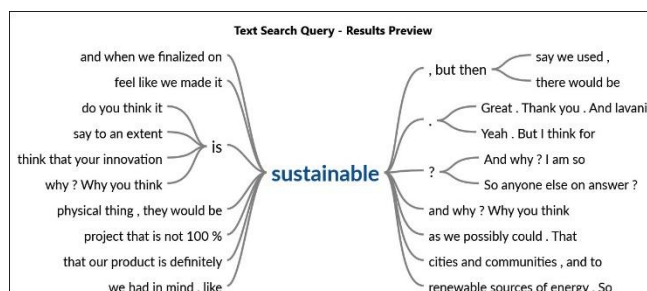 Text Search Query - Results Preview
and when we finalized on
feel like we made it
do you think it
say to an extent
think that your innovation
why ? Why you think
is
physical thing , they would be
project that is not 100 %
that our product is definitely
we had in mind , like
sustainable
, but then
say we used ,
there would be
.
Great . Thank you . And lavani
Yeah . But I think for
?
And why ? I am so
So anyone else on answer ?
and why ? Why you think
as we possibly could . That
cities and communities , and to
renewable sources of energy . So